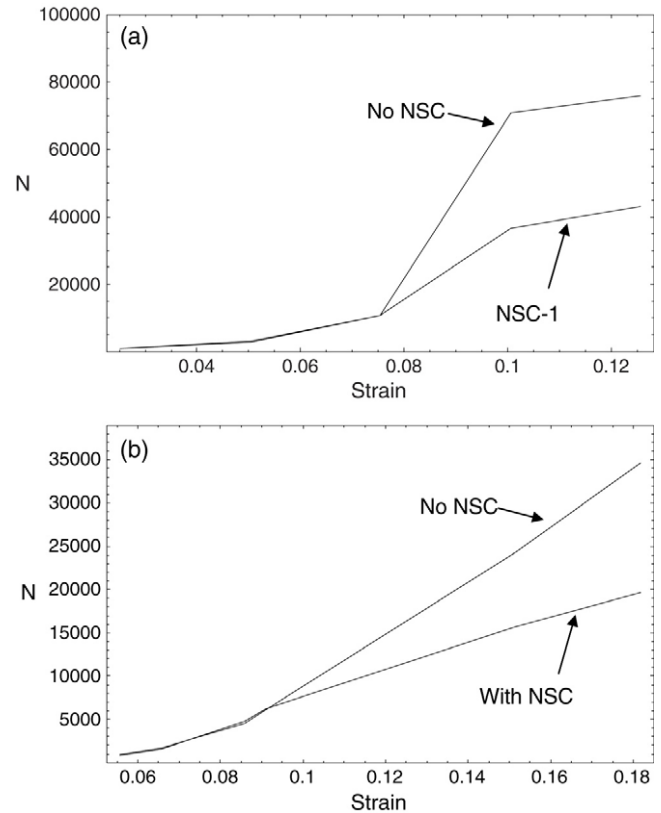 100000
(a)
80000
No NSC
60000
N
40000
20000
NSC-1
0.04 0.06 0.08 0.1 0.12
Strain
(b)
35000
30000
No NSC
25000
N
20000
15000
With NSC
10000
5000
0.06 0.08 0.1 0.12 0.14 0.16 0.18
Strain